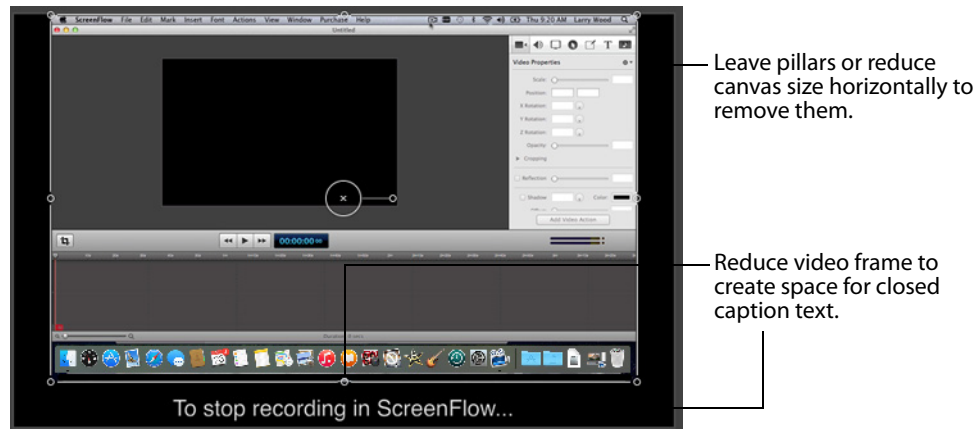 ScreenFlow File Edit Mark Insert Font Actions View Window Purchase Help Thu 9:20 AM Larry Wood
Untitled
Video Properties
Scale:
Position:
X Rotation:
Y Rotation:
Z Rotation:
Opacity:
Cropping
Reflection
Shadow Color:
Add Video Action
00:00:00
To stop recording in ScreenFlow...
Leave pillars or reduce
canvas size horizontally to
remove them.
Reduce video frame to
create space for closed
caption text.